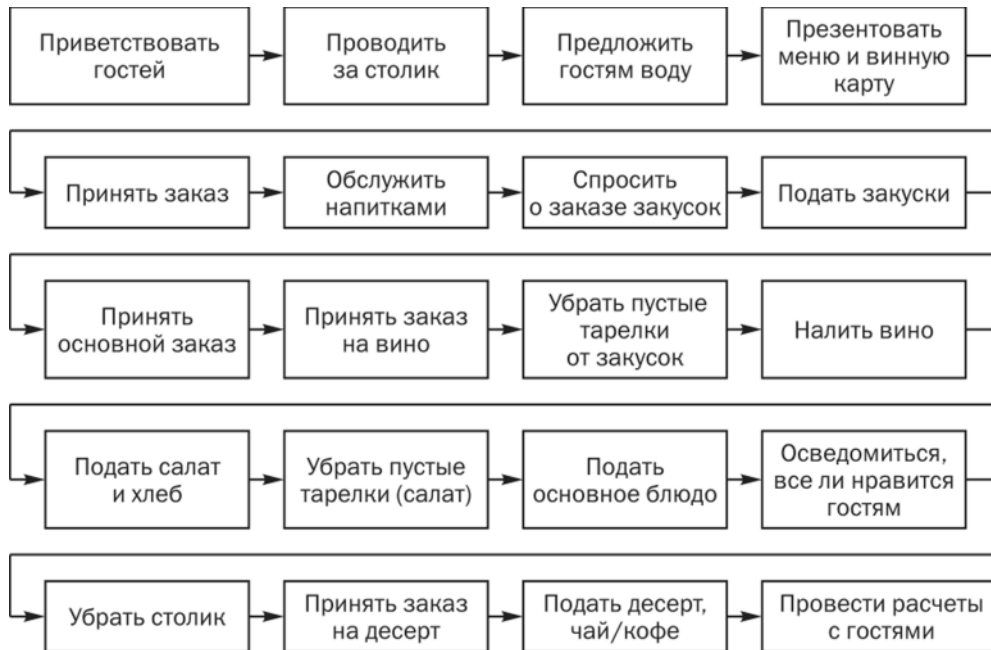 Приветствовать
гостей
Проводить
за столик
Предложить
гостям воду
Презентовать
меню и винную
карту
Принять заказ
Обслужить
напитками
Спросить
о заказе закусок
Подать закуски
Принять
основной заказ
Принять заказ
на вино
Убрать пустые
тарелки
от закусок
Налить вино
Подать салат
и хлеб
Убрать пустые
тарелки (салат)
Подать
основное блюдо
Осведомиться,
все ли нравится
гостям
Убрать столик
Принять заказ
на десерт
Подать десерт,
чай/кофе
Провести расчеты
с гостями